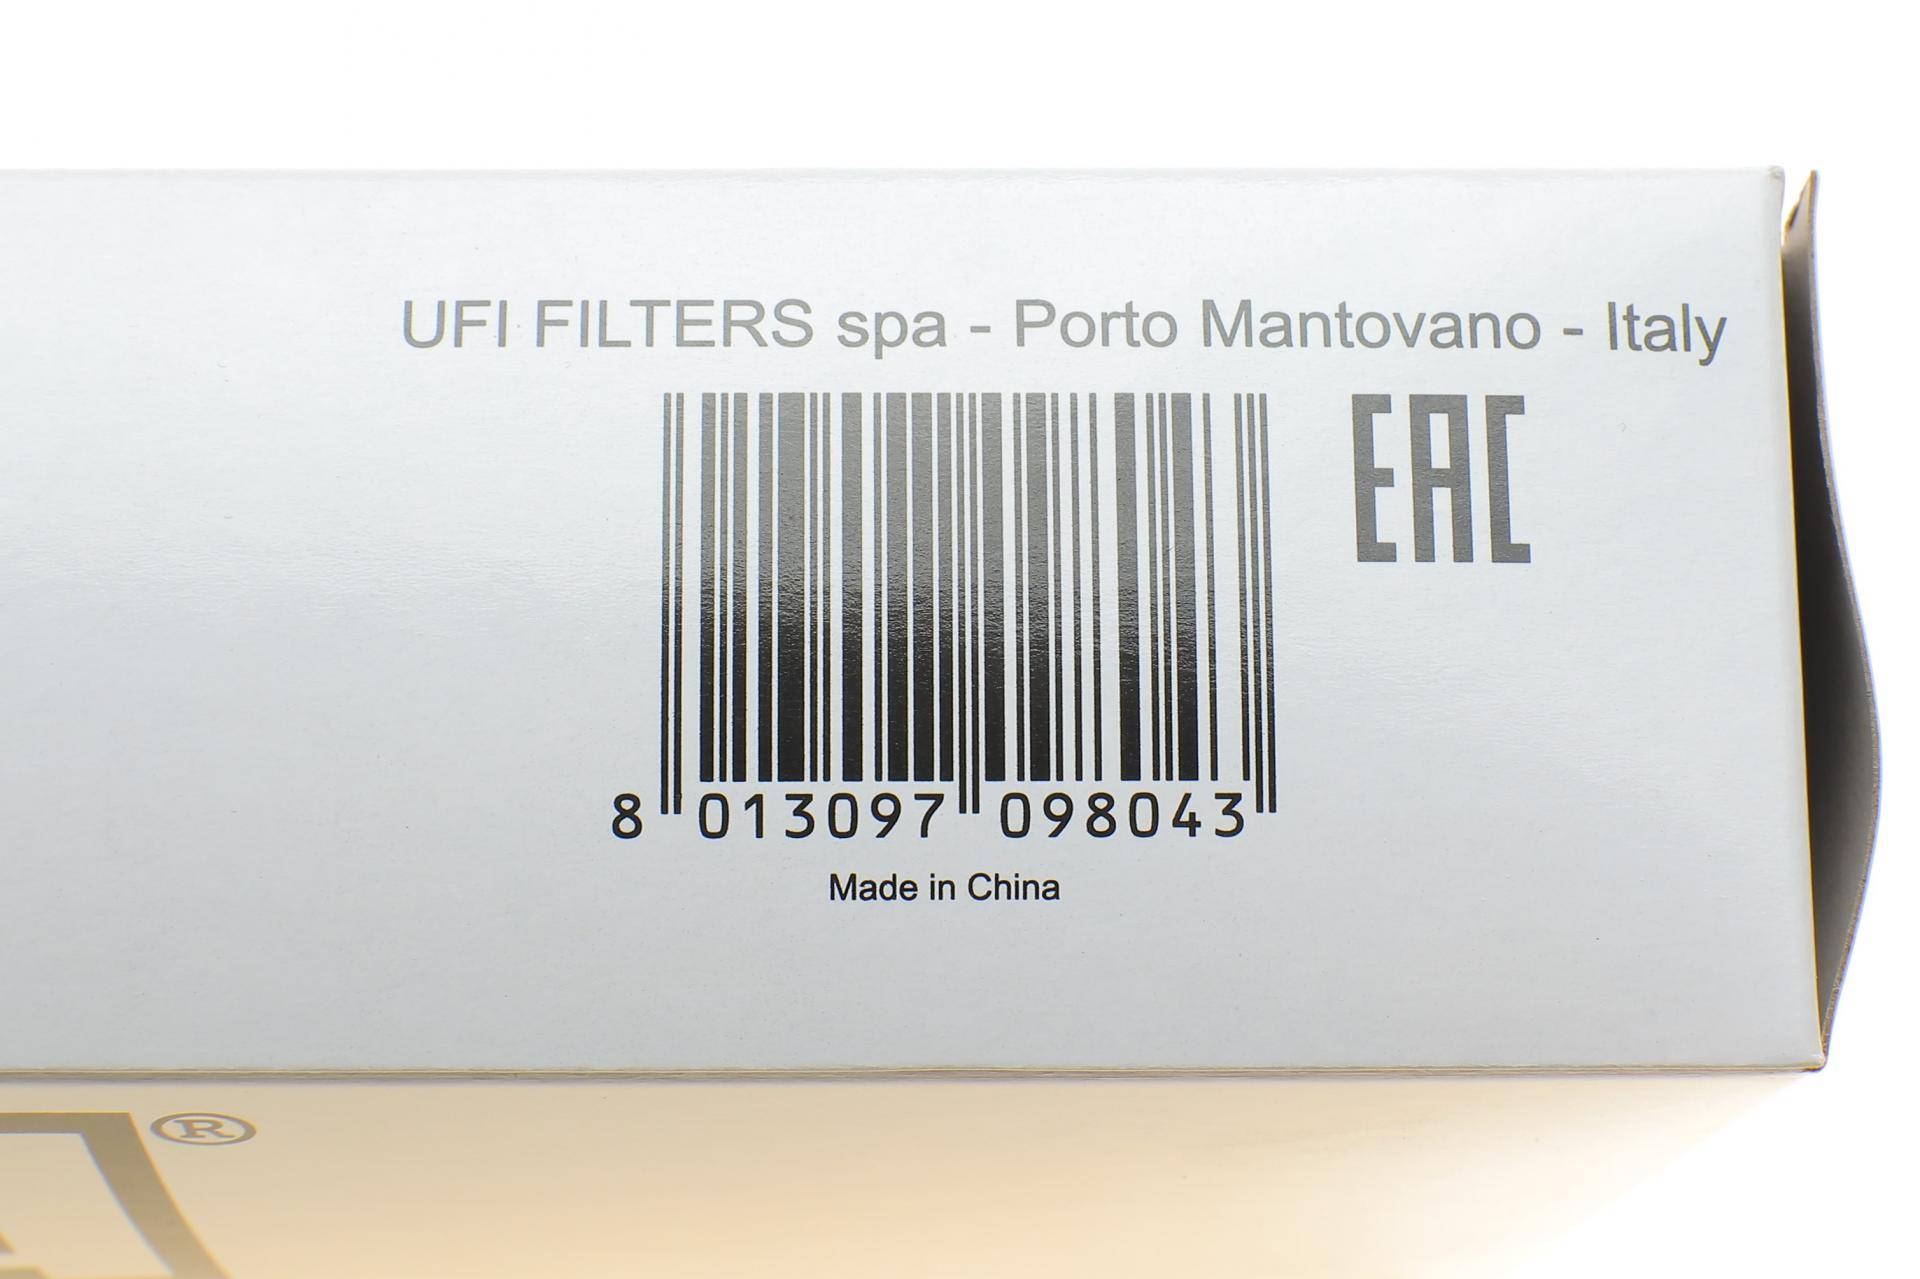 UFI FILTERS spa - Porto Mantovano - Italy
EAC
8 013097 098043
Made in China
®